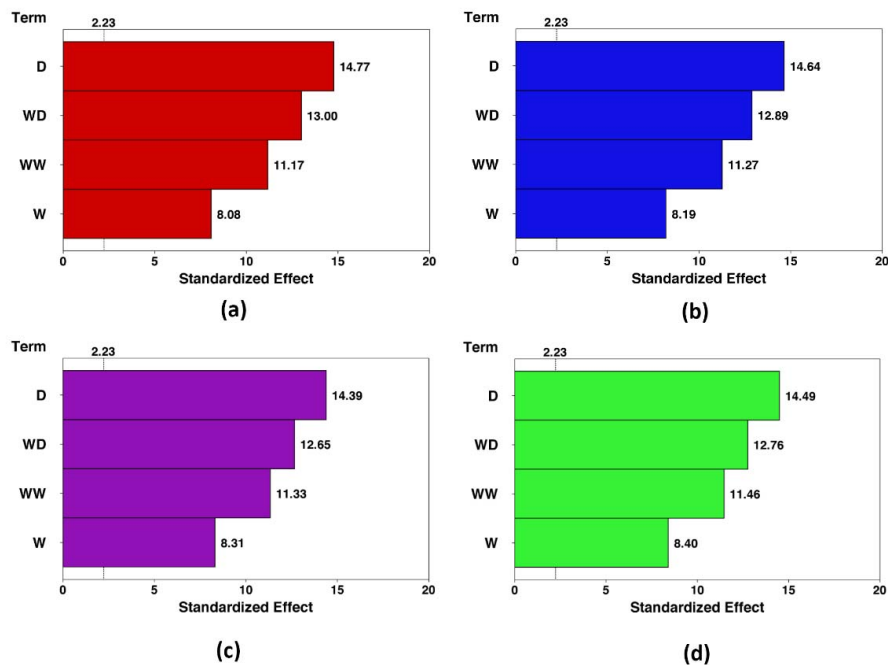 Term
2.23
D
14.77
WD
13.00
WW
11.17
W
8.08
0 5 10 15 20
Standardized Effect
(a)
Term
2.23
D
14.64
WD
12.89
WW
11.27
W
8.19
0 5 10 15 20
Standardized Effect
(b)
Term
2.23
D
14.39
WD
12.65
WW
11.33
W
8.31
0 5 10 15 20
Standardized Effect
(c)
Term
2.23
D
14.49
WD
12.76
WW
11.46
W
8.40
0 5 10 15 20
Standardized Effect
(d)